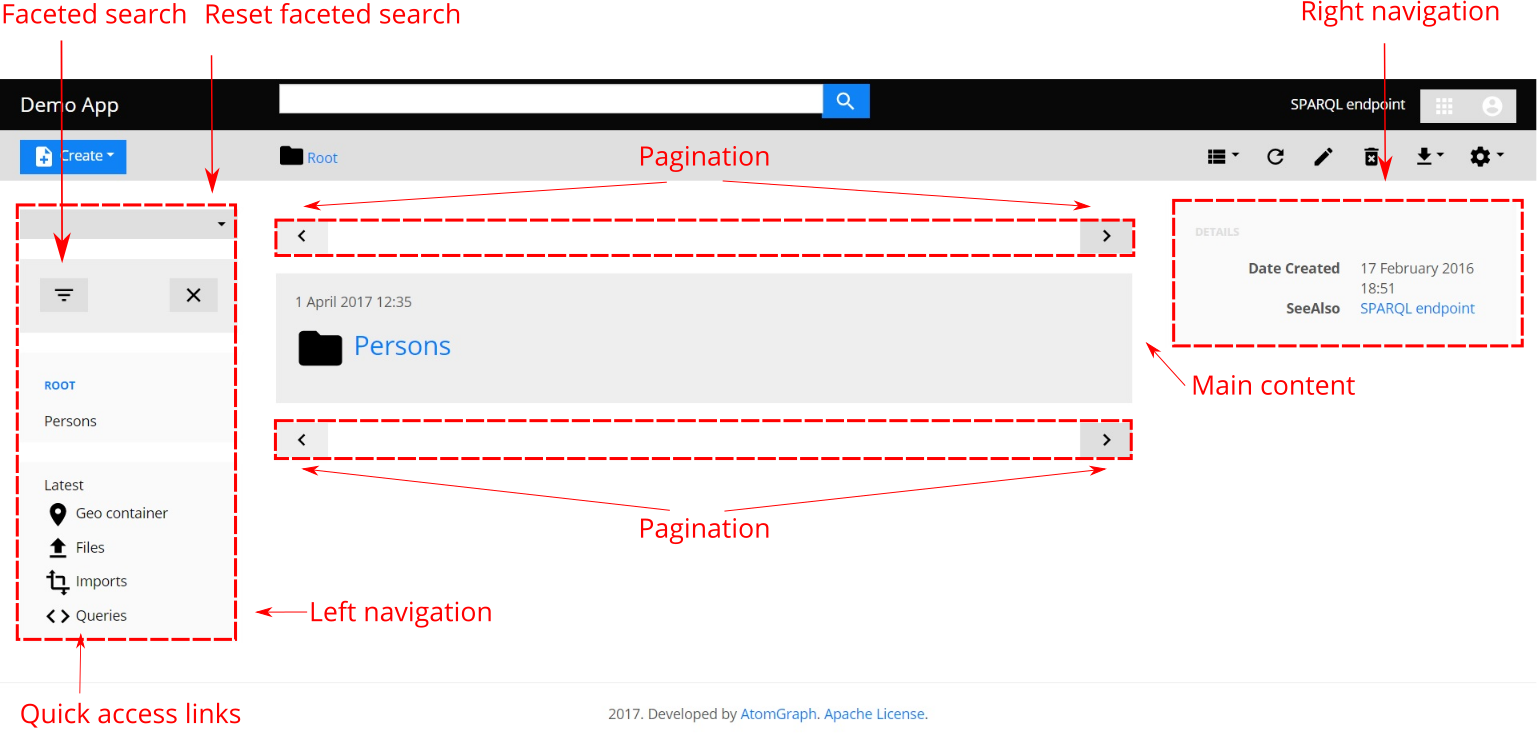 Faceted search
Reset faceted search
Right navigation
Demo App
SPARQL endpoint
Create
Root
Pagination
DETAILS
Date Created 17 February 2016
18:51
SeeAlso SPARQL endpoint
1 April 2017 12:35
Persons
Main content
ROOT
Persons
Latest
Geo container
Files
Imports
Queries
Pagination
Left navigation
Quick access links
2017. Developed by AtomGraph. Apache License.